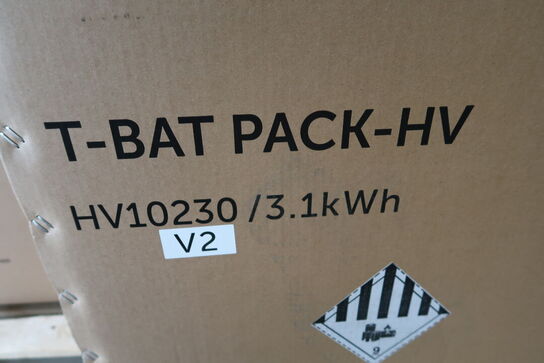 T-BAT PACK-HV
HV10230 /3.1kWh
V2
9